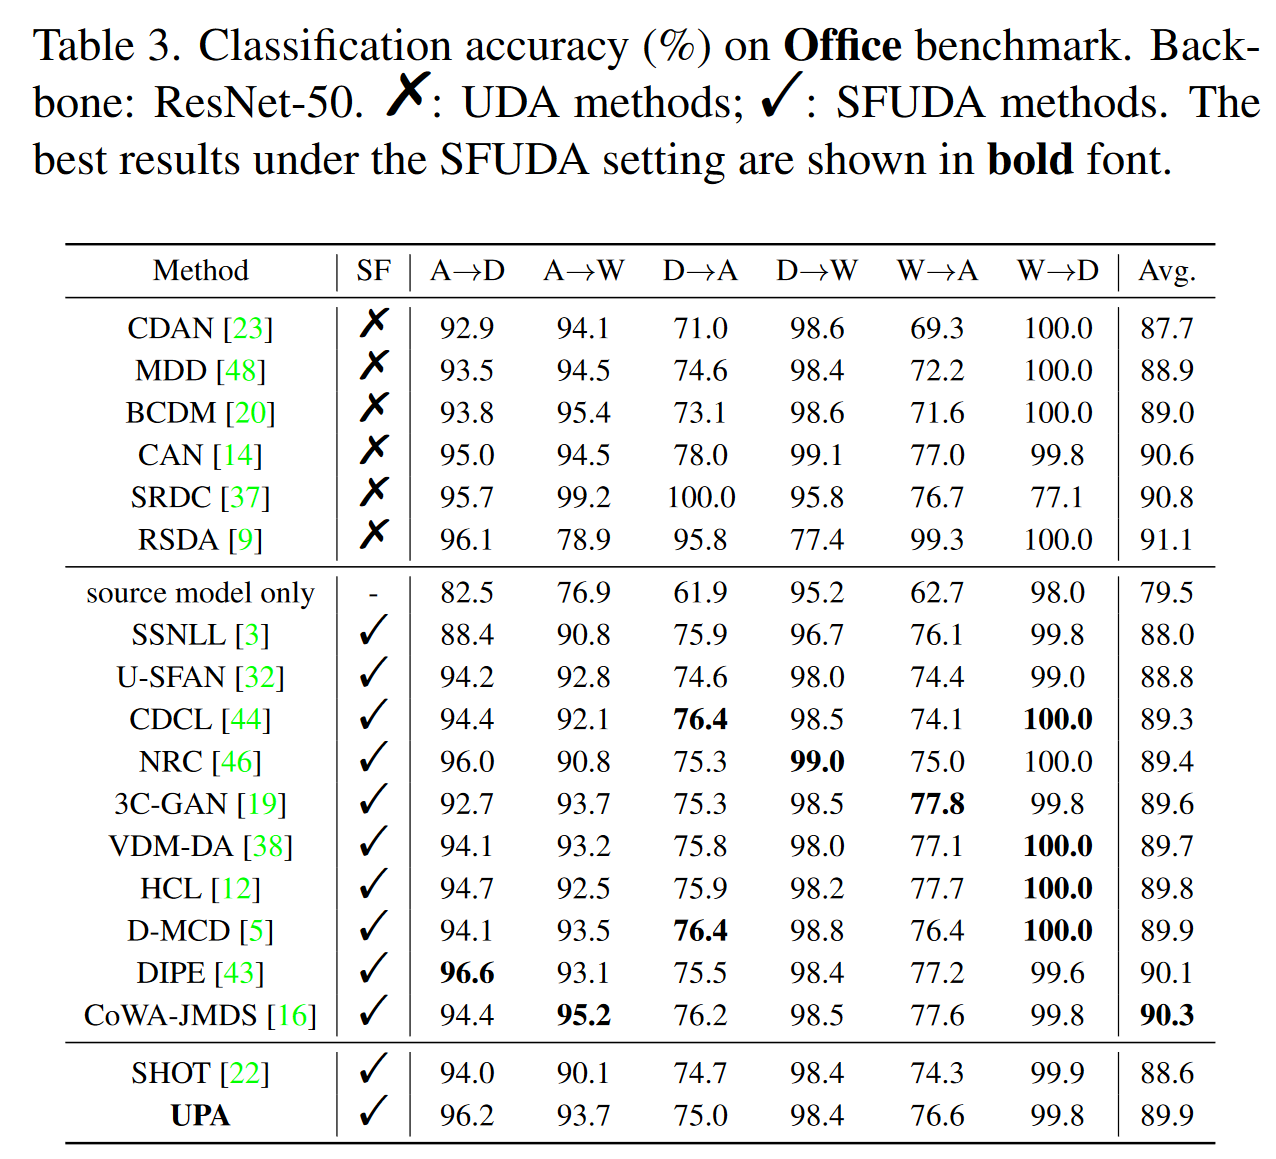 Table 3. Classification accuracy (%) on Office benchmark. Back-
bone: ResNet-50. ✗: UDA methods; ✓: SFUDA methods. The
best results under the SFUDA setting are shown in bold font.
Method SF A→D A→W D→A D→W W→A W→D Avg.
CDAN [23] ✗ 92.9 94.1 71.0 98.6 69.3 100.0 87.7
MDD [48] ✗ 93.5 94.5 74.6 98.4 72.2 100.0 88.9
BCDM [20] ✗ 93.8 95.4 73.1 98.6 71.6 100.0 89.0
CAN [14] ✗ 95.0 94.5 78.0 99.1 77.0 99.8 90.6
SRDC [37] ✗ 95.7 99.2 100.0 95.8 76.7 77.1 90.8
RSDA [9] ✗ 96.1 78.9 95.8 77.4 99.3 100.0 91.1
source model only - 82.5 76.9 61.9 95.2 62.7 98.0 79.5
SSNLL [3] ✓ 88.4 90.8 75.9 96.7 76.1 99.8 88.0
U-SFAN [32] ✓ 94.2 92.8 74.6 98.0 74.4 99.0 88.8
CDCL [44] ✓ 94.4 92.1 76.4 98.5 74.1 100.0 89.3
NRC [46] ✓ 96.0 90.8 75.3 99.0 75.0 100.0 89.4
3C-GAN [19] ✓ 92.7 93.7 75.3 98.5 77.8 99.8 89.6
VDM-DA [38] ✓ 94.1 93.2 75.8 98.0 77.1 100.0 89.7
HCL [12] ✓ 94.7 92.5 75.9 98.2 77.7 100.0 89.8
D-MCD [5] ✓ 94.1 93.5 76.4 98.8 76.4 100.0 89.9
DIPE [43] ✓ 96.6 93.1 75.5 98.4 77.2 99.6 90.1
CoWA-JMDS [16] ✓ 94.4 95.2 76.2 98.5 77.6 99.8 90.3
SHOT [22] ✓ 94.0 90.1 74.7 98.4 74.3 99.9 88.6
UPA ✓ 96.2 93.7 75.0 98.4 76.6 99.8 89.9